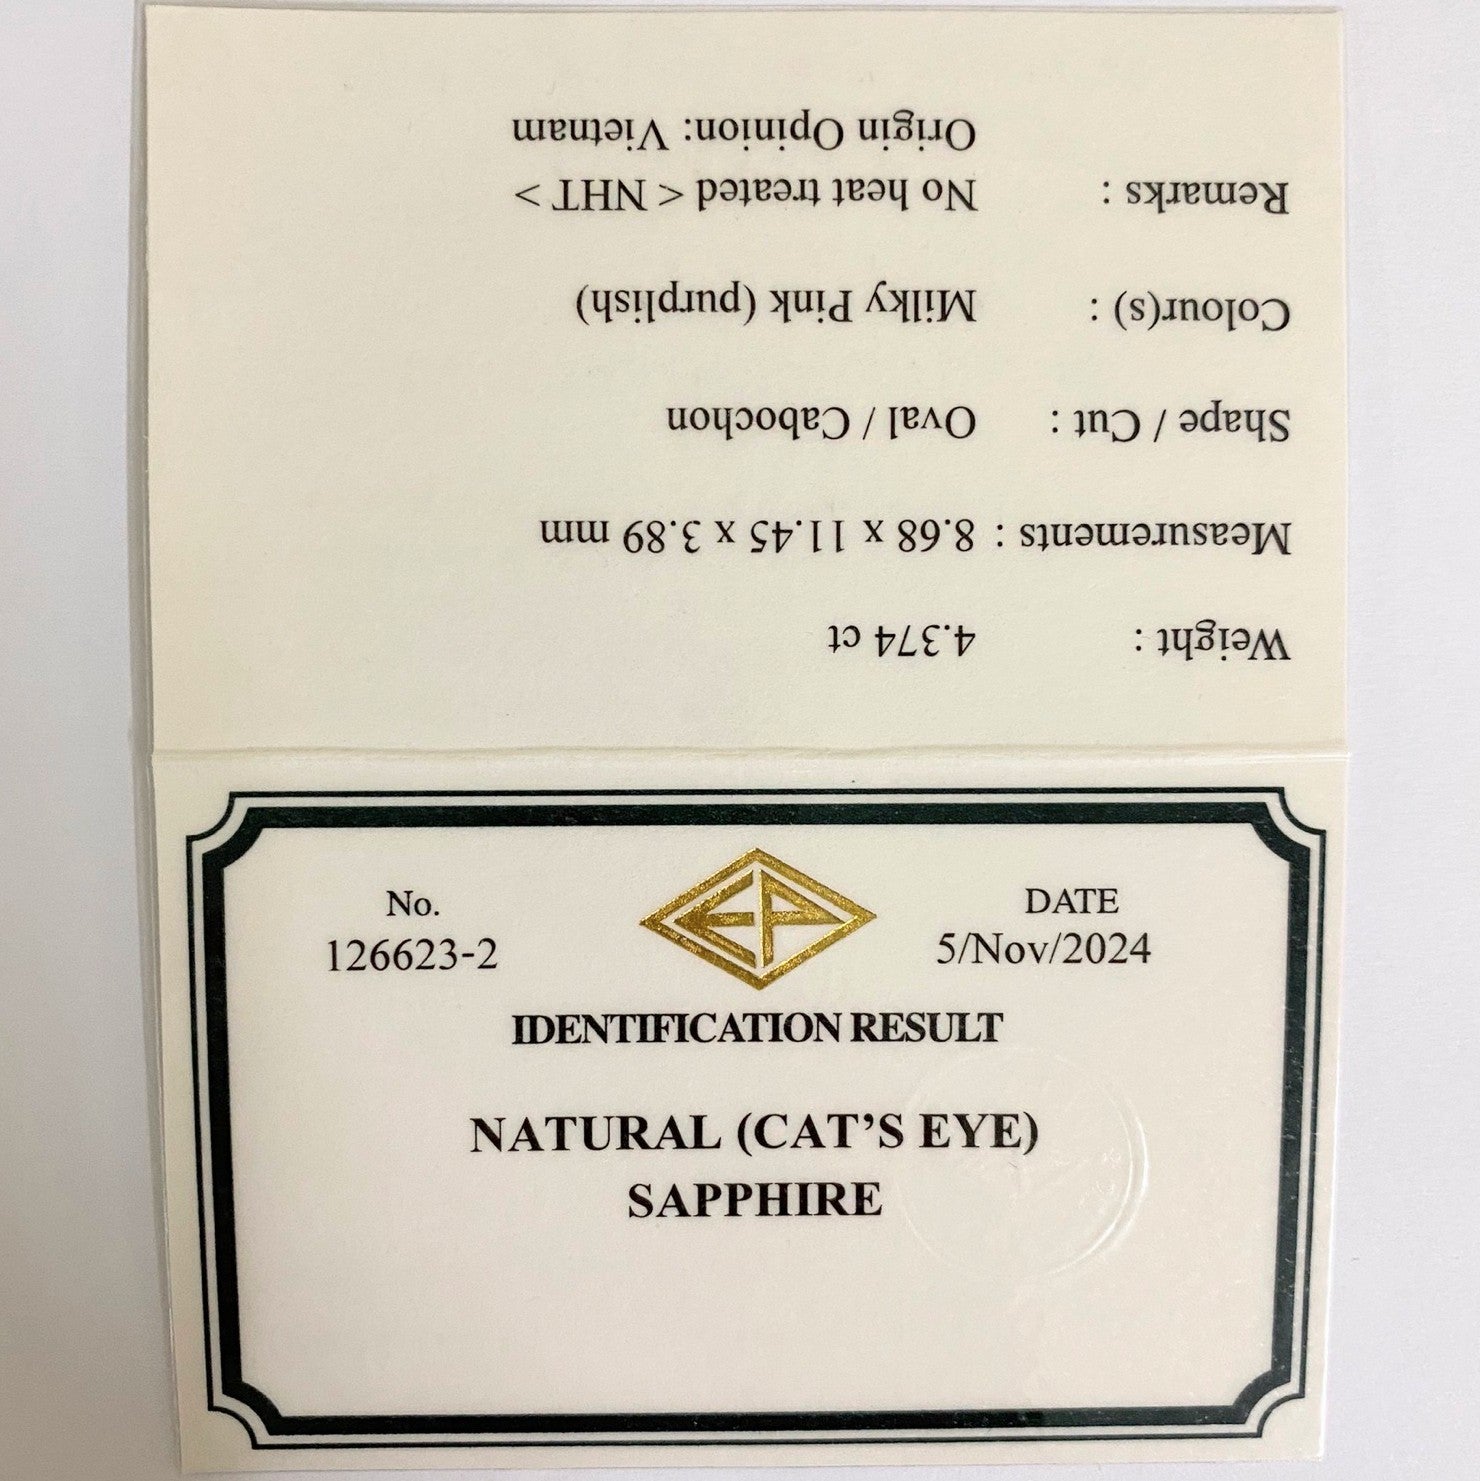 No.
126623-2
EP
DATE
5/Nov/2024
IDENTIFICATION RESULT
NATURAL (CAT’S EYE)
SAPPHIRE
Weight : 4.374 ct
Measurements : 8.68 x 11.45 x 3.89 mm
Shape / Cut : Oval / Cabochon
Colour(s) : Milky Pink (purplish)
Remarks : No heat treated < NHT >
Origin Opinion: Vietnam